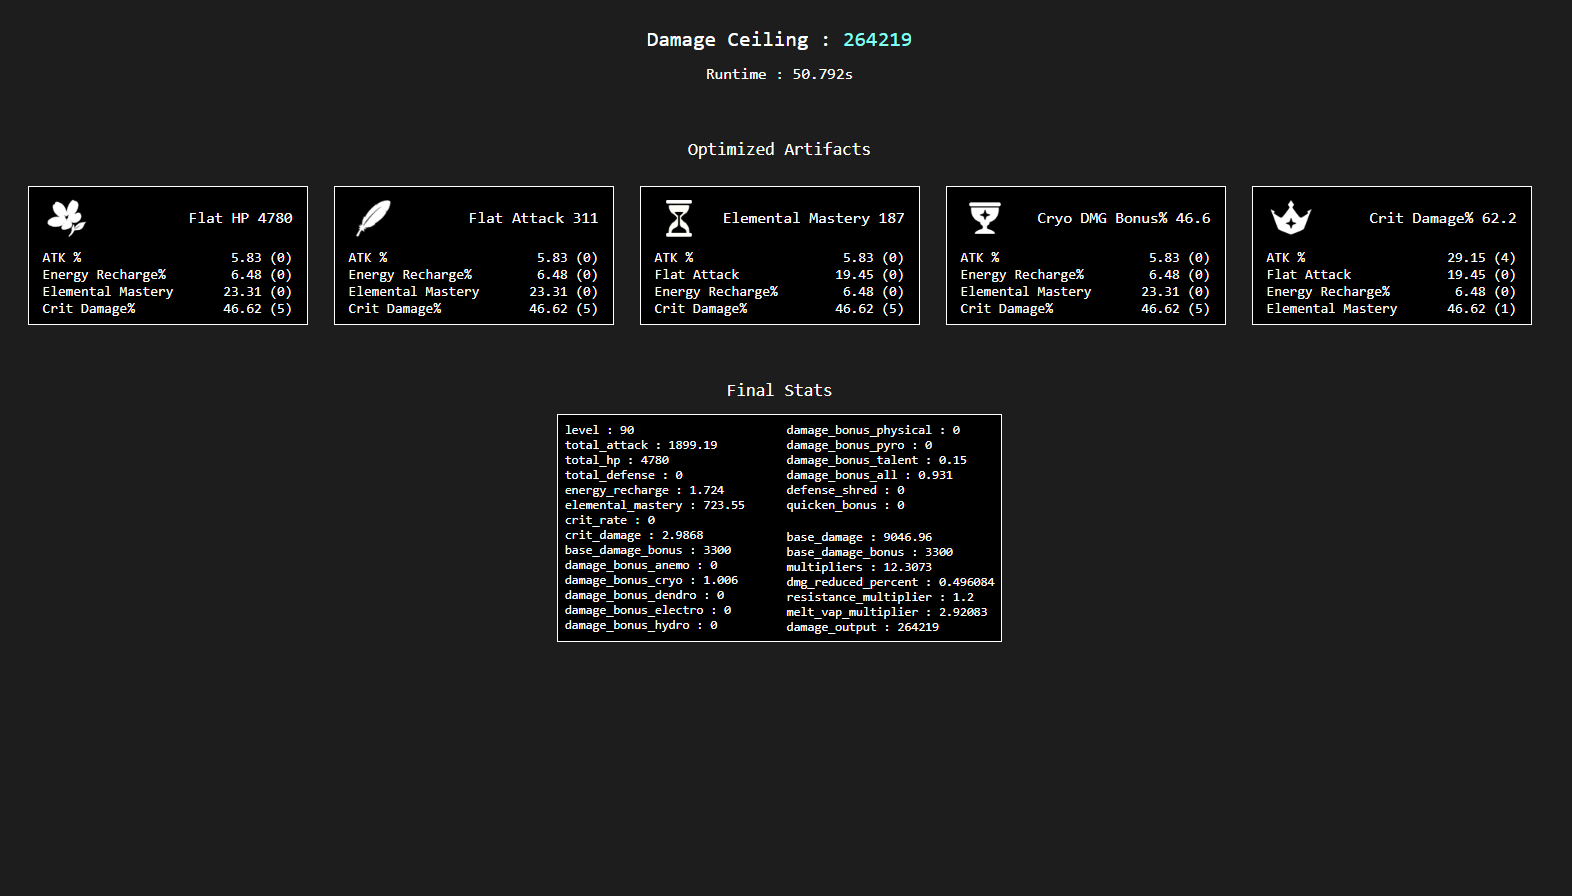 Damage Ceiling : 264219
Runtime : 50.792s
Optimized Artifacts
Flat HP 4780
ATK % 5.83 (0)
Energy Recharge% 6.48 (0)
Elemental Mastery 23.31 (0)
Crit Damage% 46.62 (5)
Flat Attack 311
ATK % 5.83 (0)
Energy Recharge% 6.48 (0)
Elemental Mastery 23.31 (0)
Crit Damage% 46.62 (5)
Elemental Mastery 187
ATK % 5.83 (0)
Flat Attack 19.45 (0)
Energy Recharge% 6.48 (0)
Crit Damage% 46.62 (5)
Cryo DMG Bonus% 46.6
ATK % 5.83 (0)
Energy Recharge% 6.48 (0)
Elemental Mastery 23.31 (0)
Crit Damage% 46.62 (5)
Crit Damage% 62.2
ATK % 29.15 (4)
Flat Attack 19.45 (0)
Energy Recharge% 6.48 (0)
Elemental Mastery 46.62 (1)
Final Stats
level : 90
total_attack : 1899.19
total_hp : 4780
total_defense : 0
energy_recharge : 1.724
elemental_mastery : 723.55
crit_rate : 0
crit_damage : 2.9868
base_damage_bonus : 3300
damage_bonus_anemo : 0
damage_bonus_cryo : 1.006
damage_bonus_dendro : 0
damage_bonus_electro : 0
damage_bonus_hydro : 0
damage_bonus_physical : 0
damage_bonus_pyro : 0
damage_bonus_talent : 0.15
damage_bonus_all : 0.931
defense_shred : 0
quicken_bonus : 0
base_damage : 9046.96
base_damage_bonus : 3300
multipliers : 12.3073
dmg_reduced_percent : 0.496084
resistance_multiplier : 1.2
melt_vap_multiplier : 2.92083
damage_output : 264219